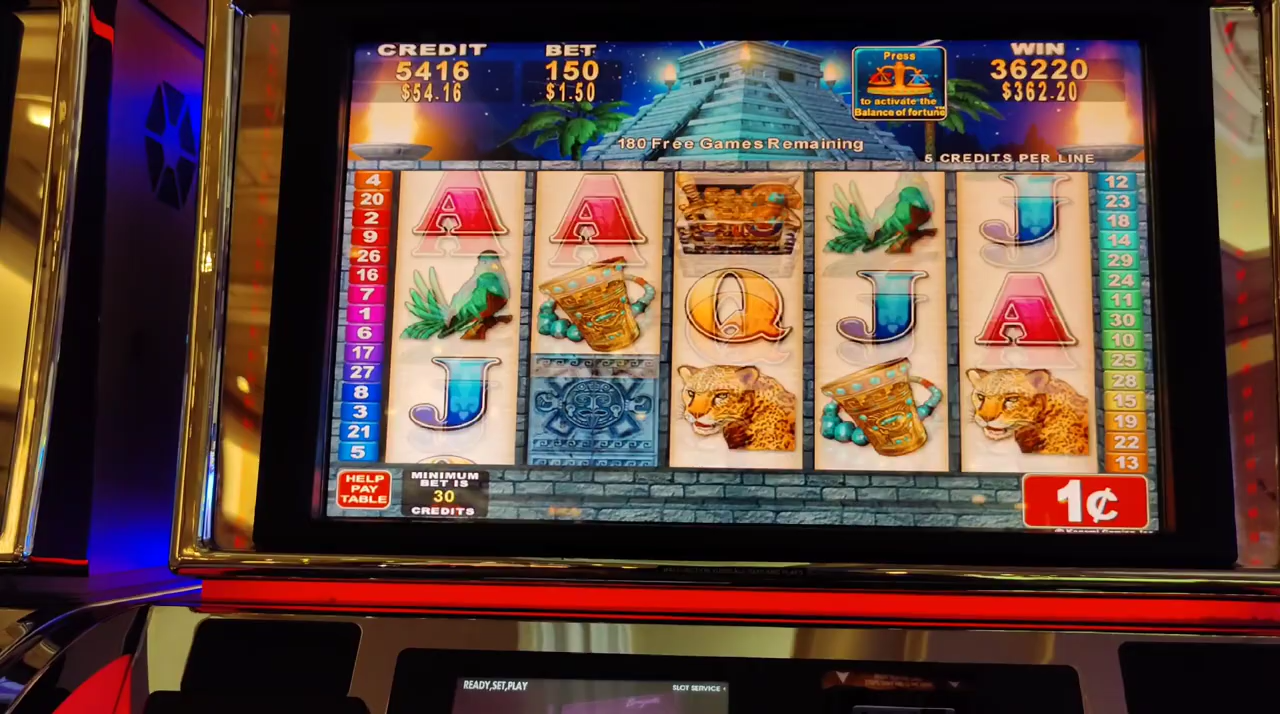 CREDIT
5416
$54.16
BET
150
$1.50
Press
to activate the
Balance of fortune™
WIN
36220
$362.20
180 Free Games Remaining
5 CREDITS PER LINE
4
20
2
9
26
16
7
1
6
17
27
8
3
21
5
A
A
J
J
A
Q
J
12
23
18
14
29
24
11
30
10
25
28
15
19
22
13
HELP
PAY
TABLE
MINIMUM
BET IS
30
CREDITS
1¢
READY,SET,PLAY
SLOT SERVICE